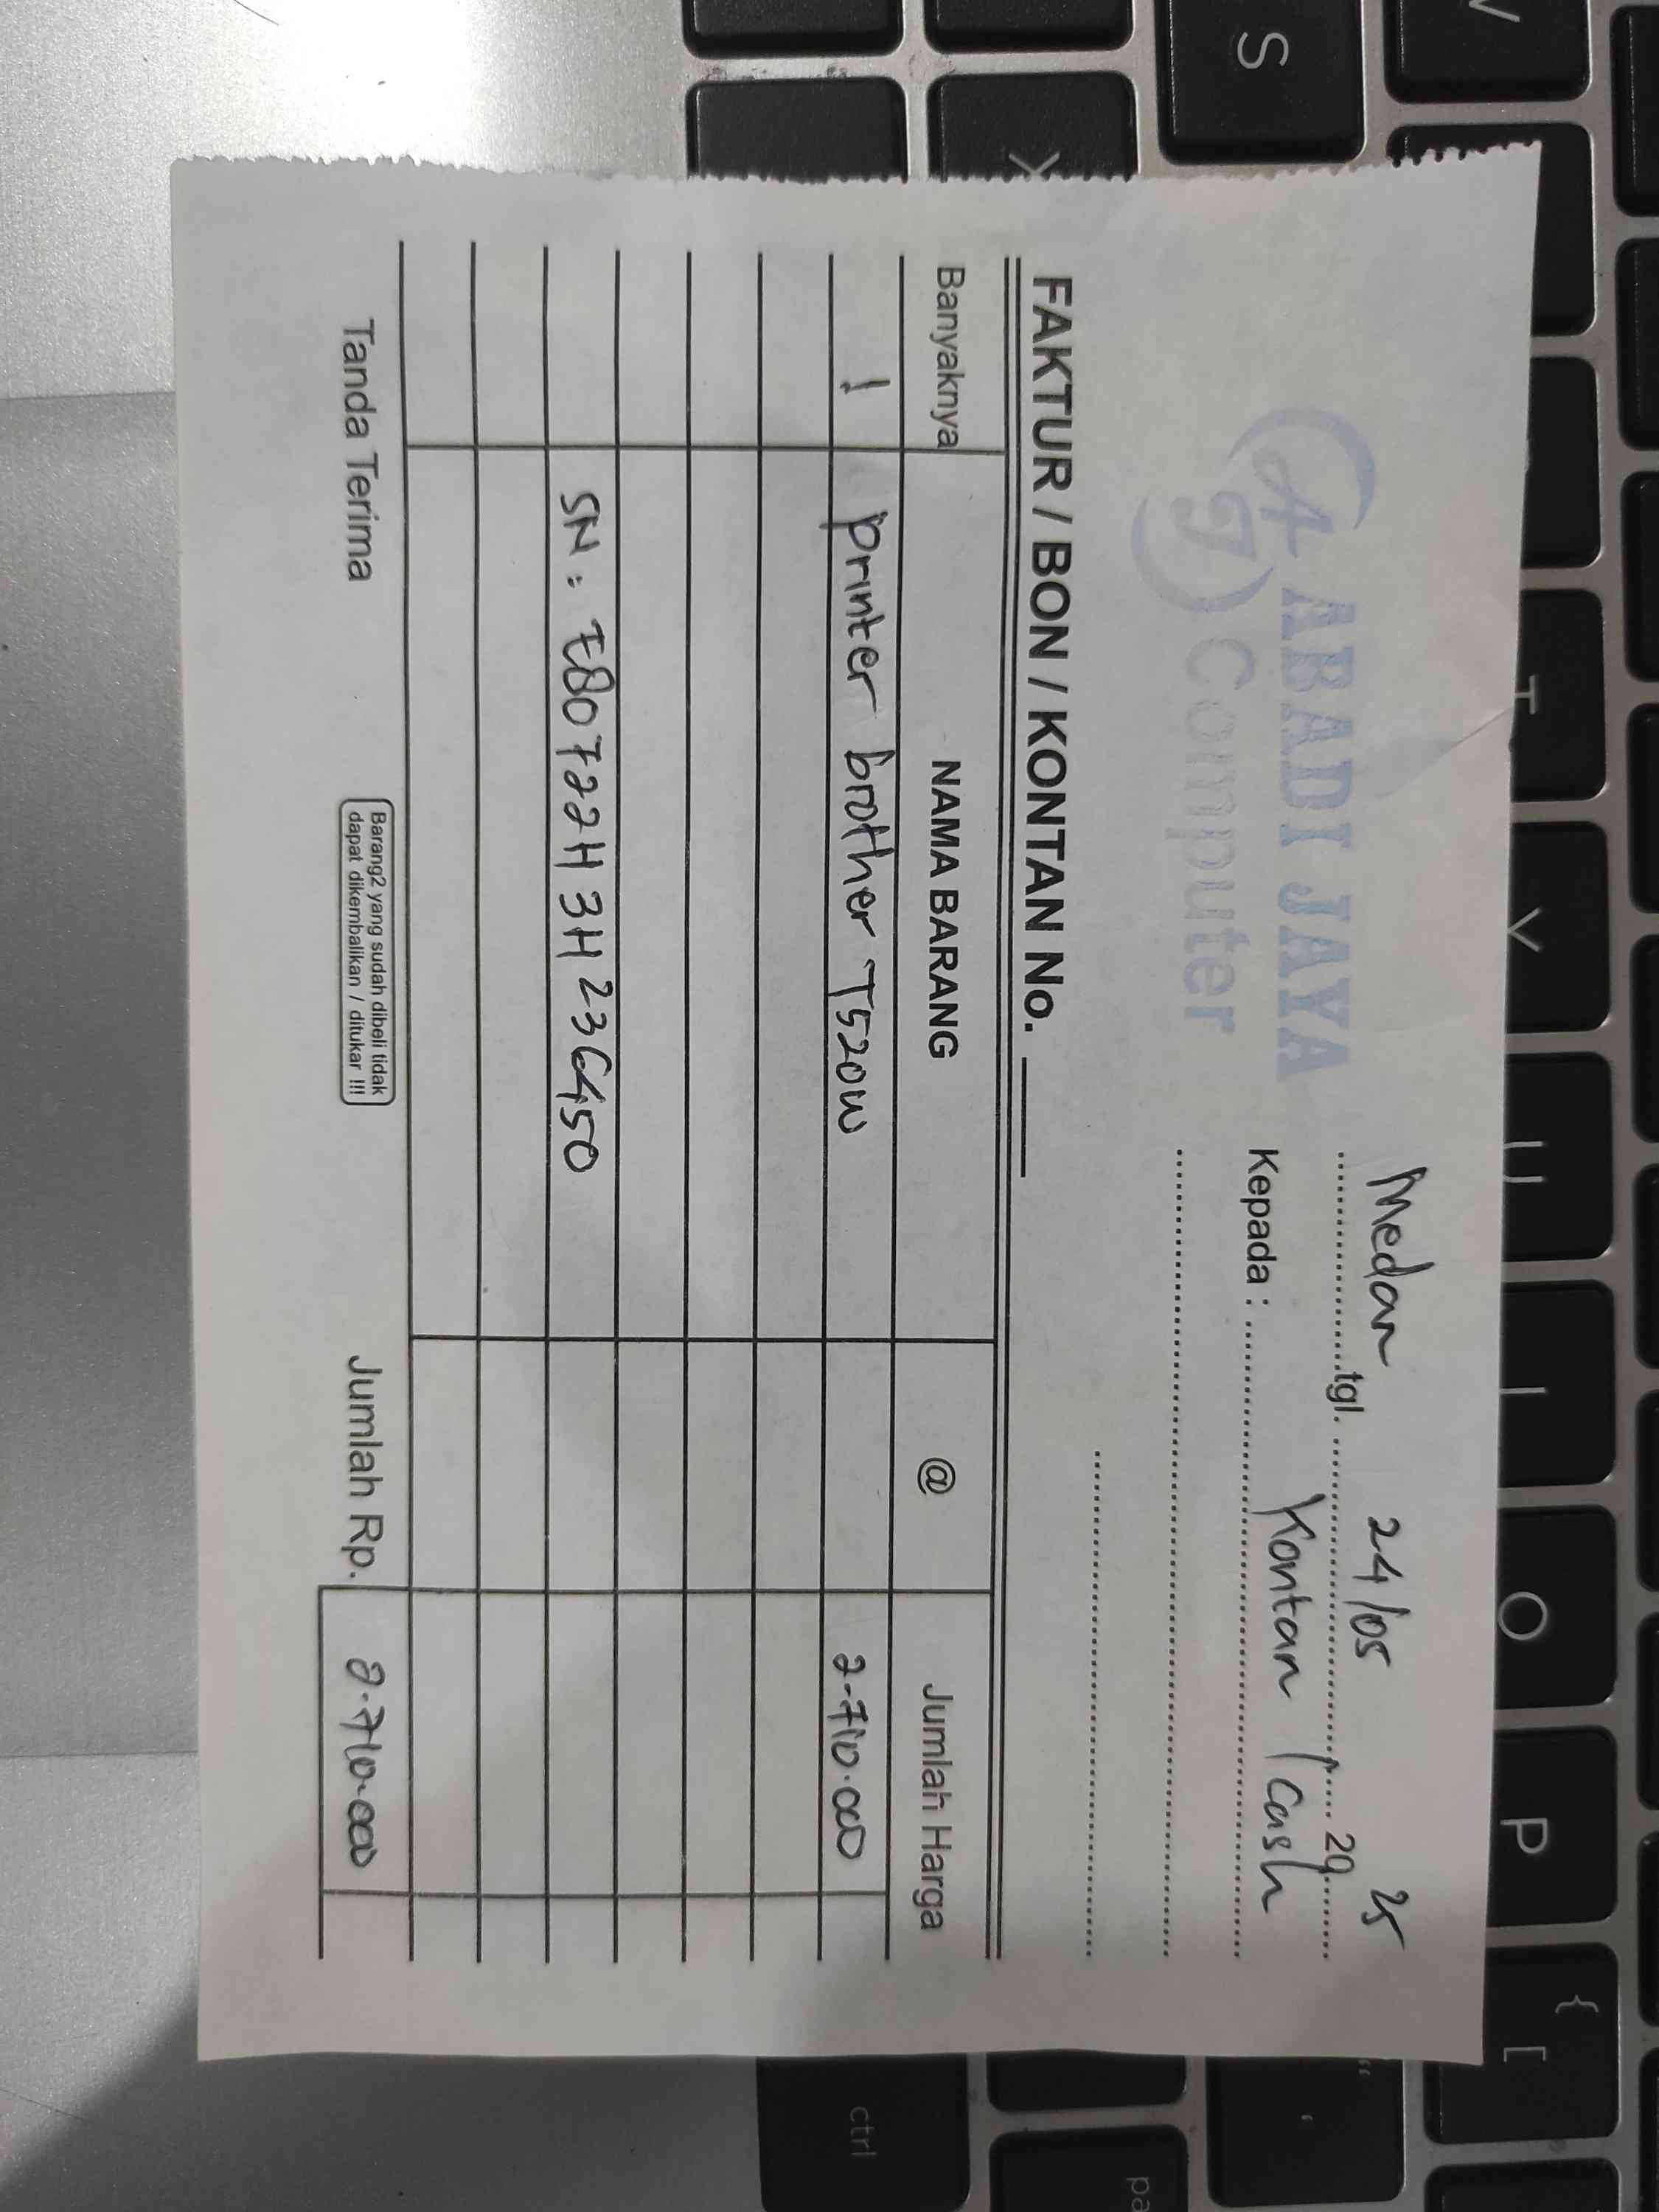 A ABADI JAYA
J Computer
Medan tgl. 24/05 2025
Kepada : Kontan / Cash
FAKTUR / BON / KONTAN No.
Banyaknya NAMA BARANG @ Jumlah Harga
1 printer brother T520W 2.710.000
SN : E80722H3H236450
Tanda Terima
Barang2 yang sudah dibeli tidak
dapat dikembalikan / ditukar !!!
Jumlah Rp. 2.710.000
S
X
T
Y
U
I
O
P
{
[
ctrl